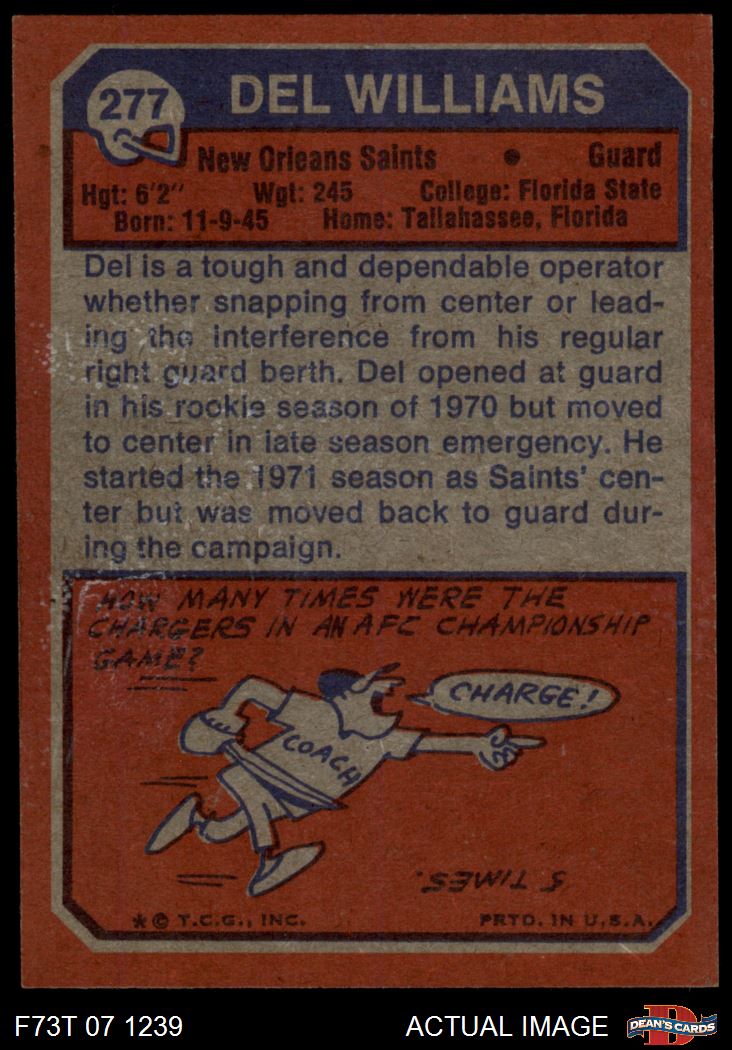 277
DEL WILLIAMS
New Orleans Saints • Guard
Hgt: 6'2" Wgt: 245 College: Florida State
Born: 11-9-45 Home: Tallahassee, Florida
Del is a tough and dependable operator
whether snapping from center or lead-
ing the interference from his regular
right guard berth. Del opened at guard
in his rookie season of 1970 but moved
to center in late season emergency. He
started the 1971 season as Saints' cen-
ter but was moved back to guard dur-
ing the campaign.
HOW MANY TIMES WERE THE
CHARGERS IN AN AFC CHAMPIONSHIP
GAME?
CHARGE!
COACH
5 TIMES.
* © T.C.G., INC. PRTD. IN U.S.A.
F73T 07 1239 ACTUAL IMAGE DEAN'S CARDS